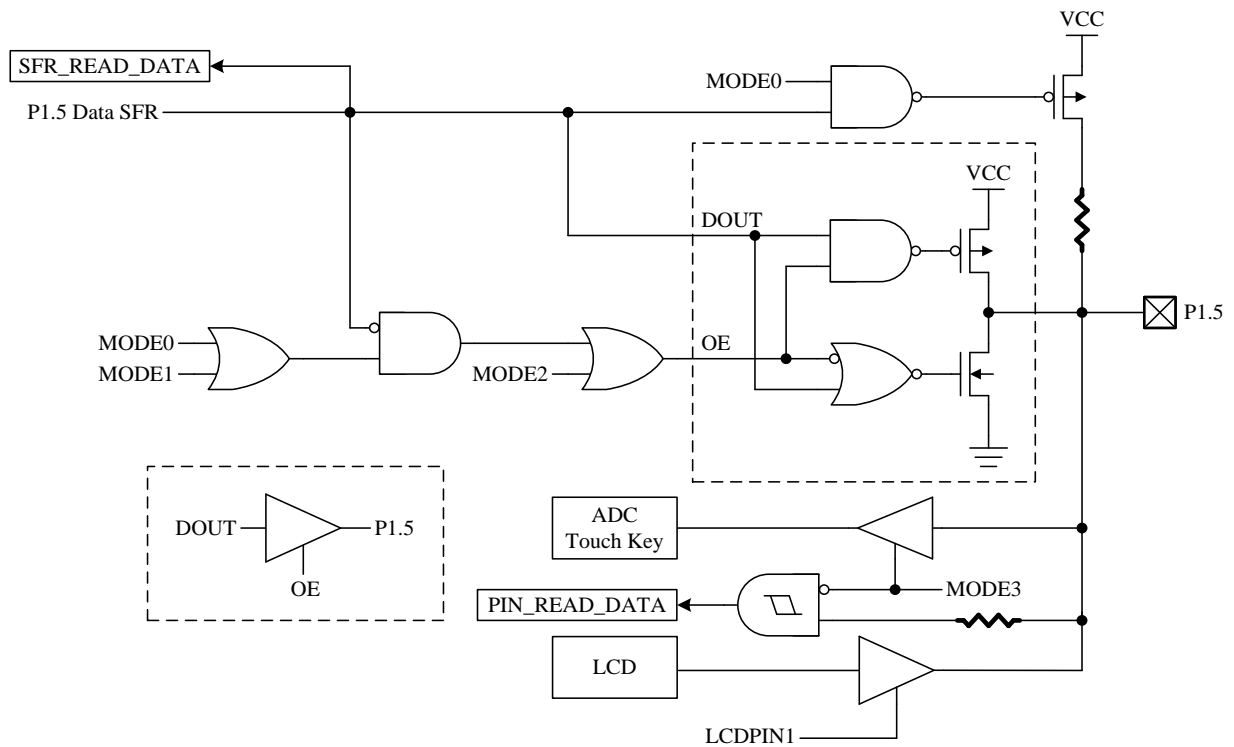 VCC
SFR_READ_DATA
MODE0
P1.5 Data SFR
VCC
DOUT
P1.5
MODE0
MODE1
OE
MODE2
DOUT
P1.5
OE
ADC
Touch Key
MODE3
PIN_READ_DATA
LCD
LCDPIN1